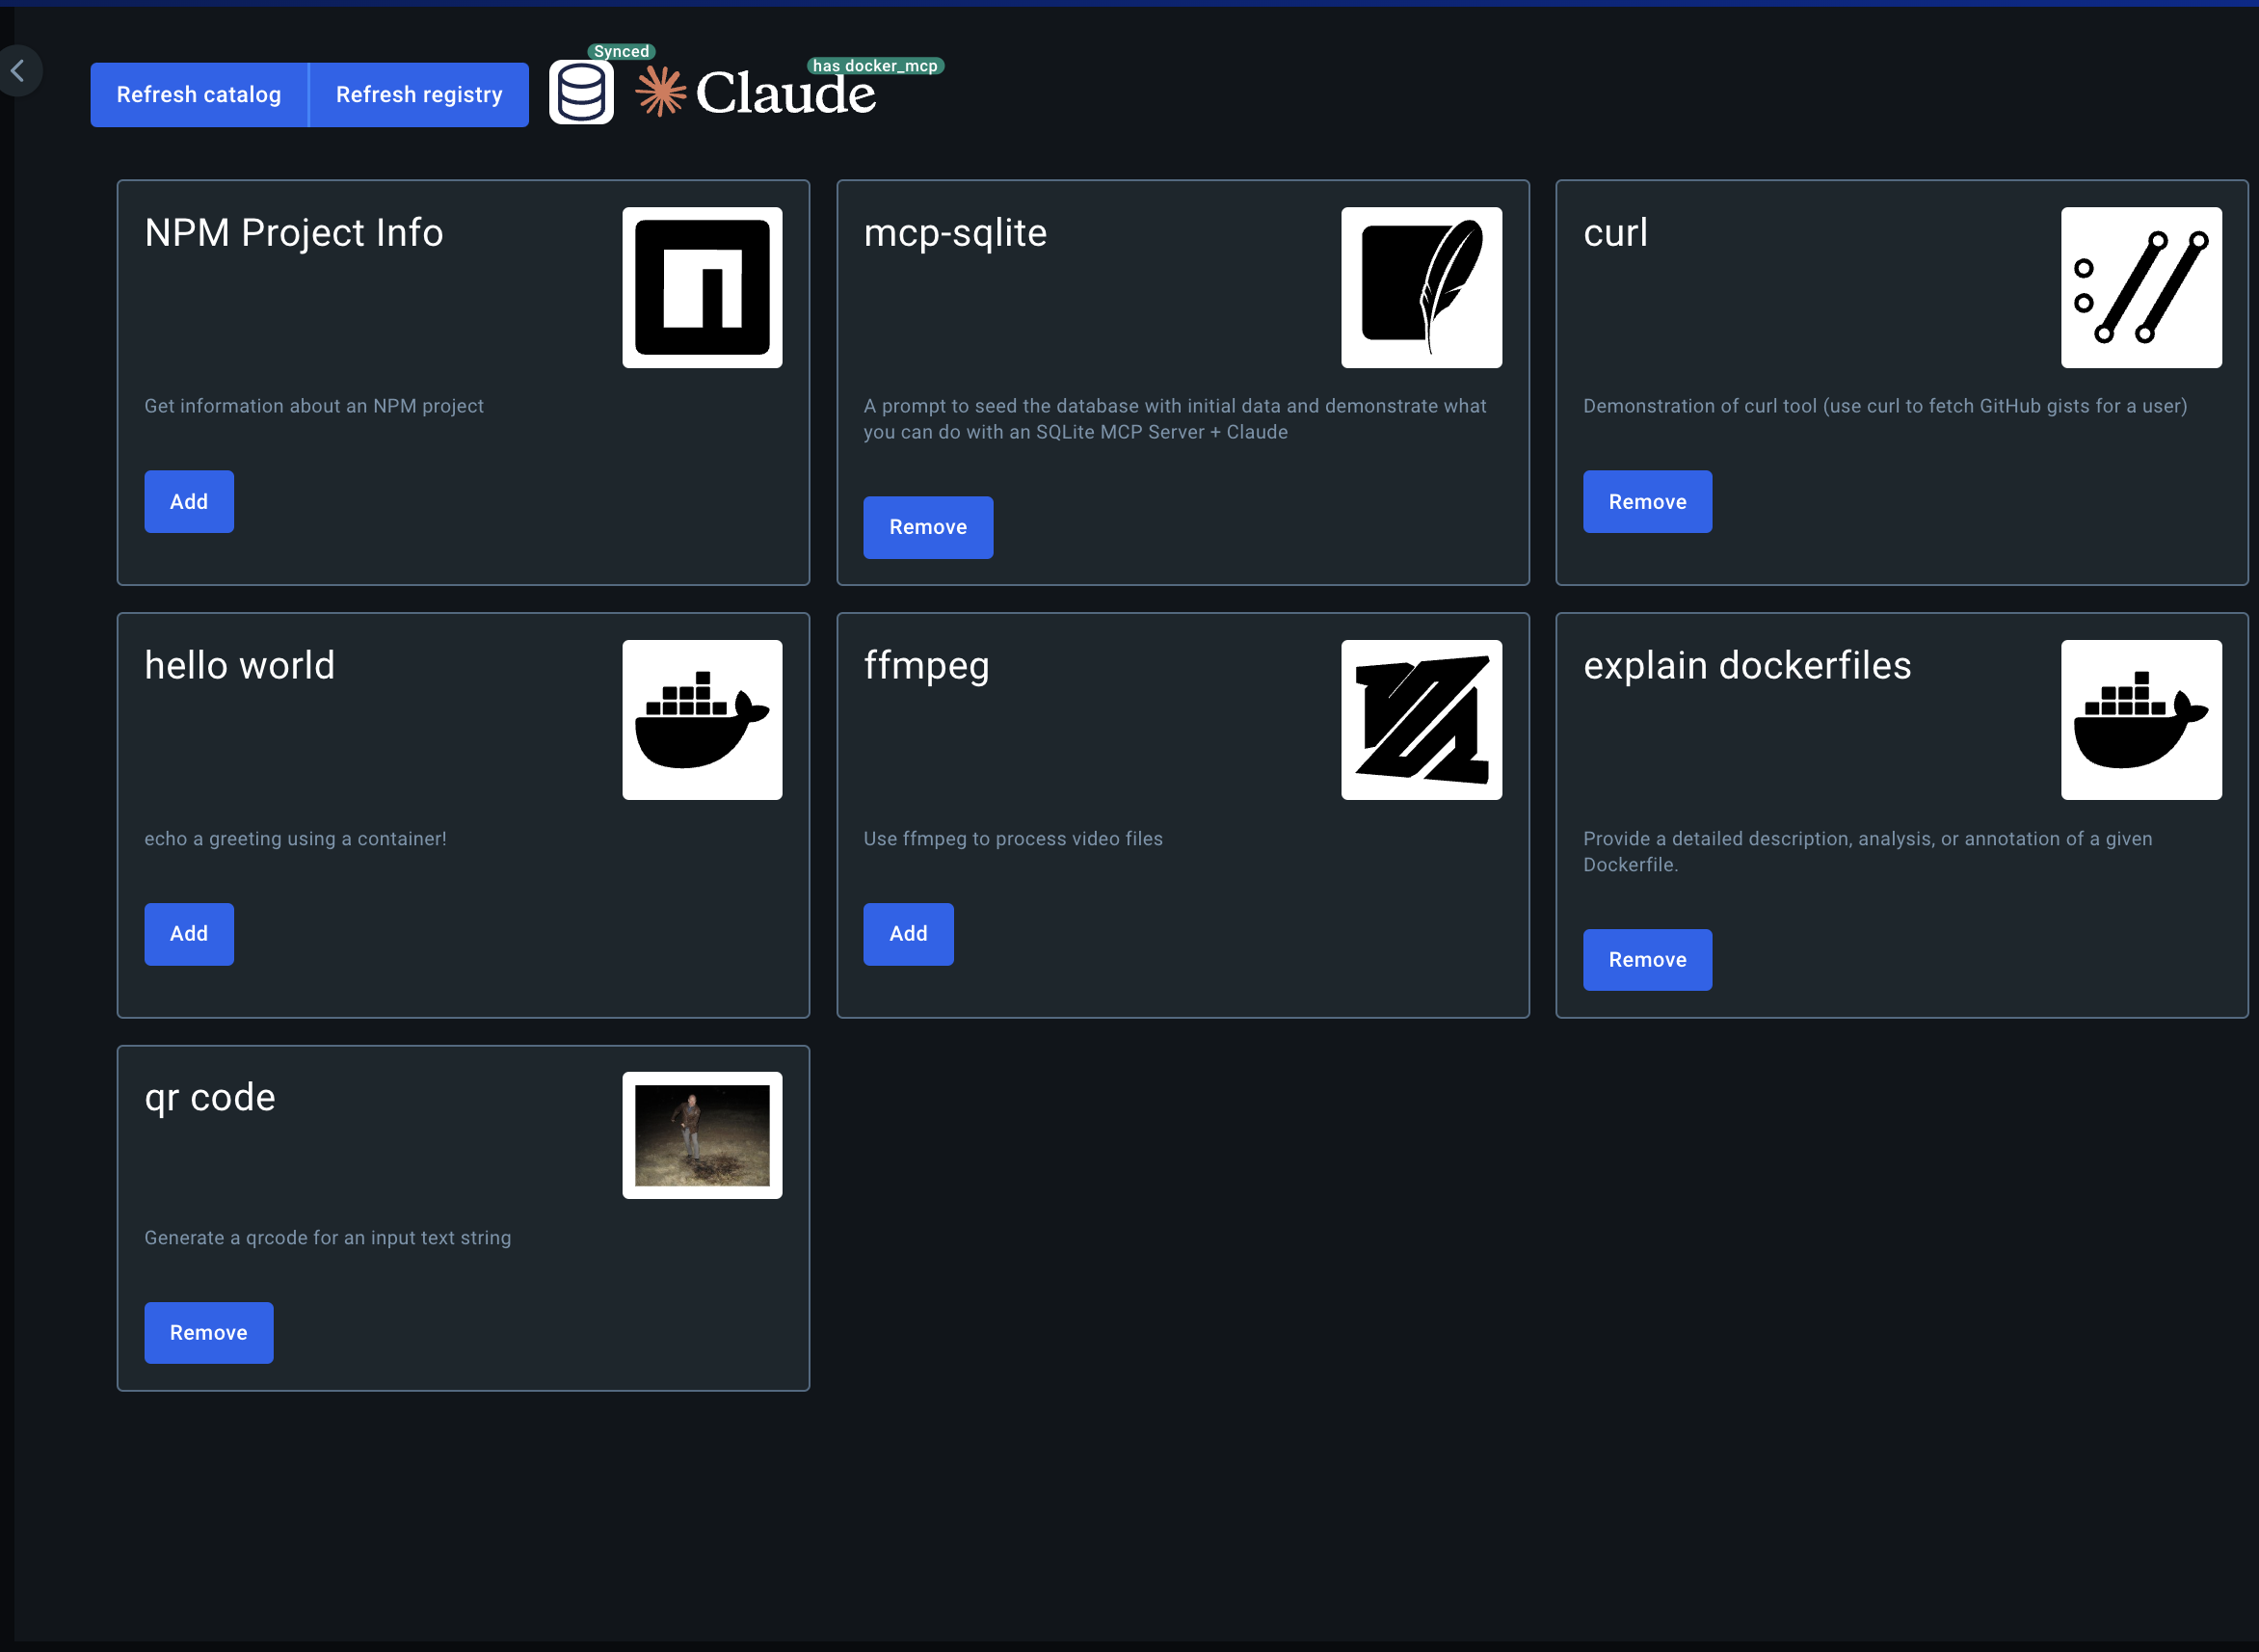 Synced
has docker_mcp
Refresh catalog
Refresh registry
Claude
NPM Project Info
Get information about an NPM project
Add
mcp-sqlite
A prompt to seed the database with initial data and demonstrate what
you can do with an SQLite MCP Server + Claude
Remove
curl
Demonstration of curl tool (use curl to fetch GitHub gists for a user)
Remove
hello world
echo a greeting using a container!
Add
ffmpeg
Use ffmpeg to process video files
Add
explain dockerfiles
Provide a detailed description, analysis, or annotation of a given
Dockerfile.
Remove
qr code
Generate a qrcode for an input text string
Remove